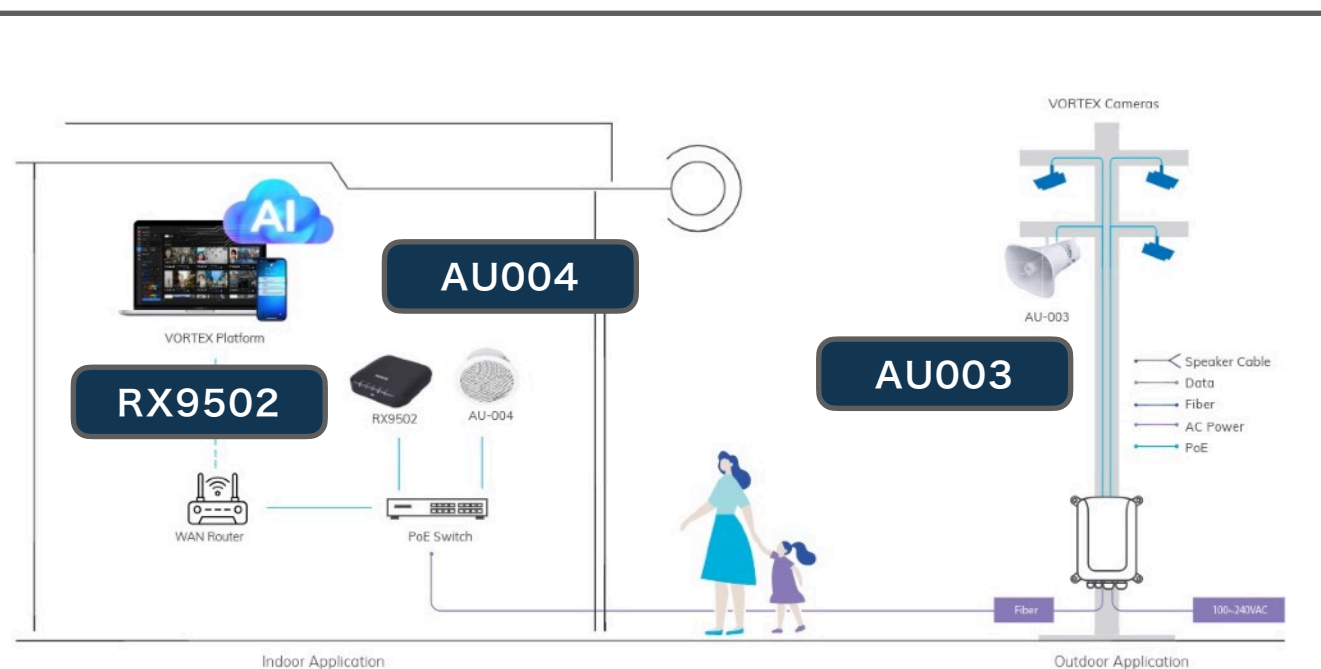 VORTEX Cameras
AI
AU004
VORTEX Platform
AU-003
AU003
RX9502
RX9502
AU-004
Speaker Cable
Data
Fiber
AC Power
PoE
WAN Router
PoE Switch
Fiber
100~240VAC
Indoor Application
Outdoor Application